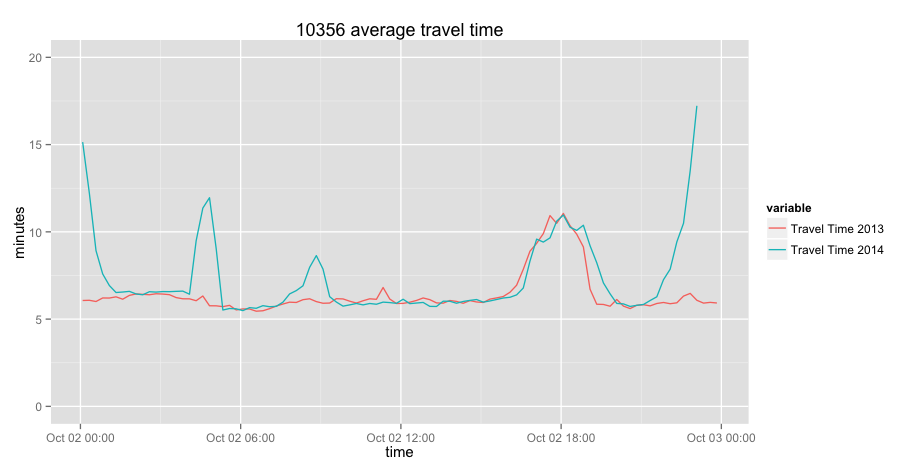 10356 average travel time
20
15
10
5
0
minutes
Oct 02 00:00
Oct 02 06:00
Oct 02 12:00
Oct 02 18:00
Oct 03 00:00
time
variable
Travel Time 2013
Travel Time 2014